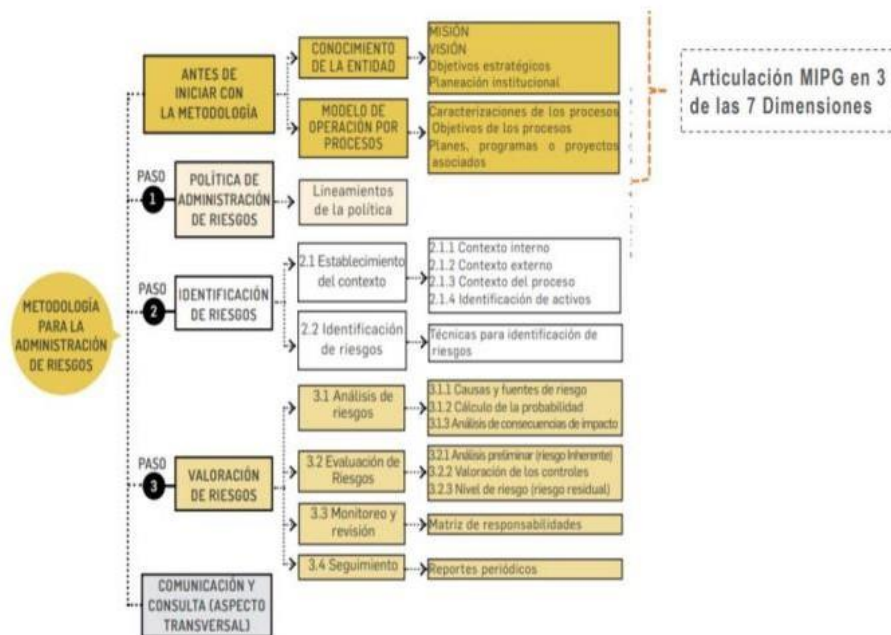 METODOLOGÍA
PARA LA
ADMINISTRACIÓN
DE RIESGOS
ANTES DE
INICIAR CON
LA METODOLOGÍA
CONOCIMIENTO
DE LA ENTIDAD
MISIÓN
VISIÓN
Objetivos estratégicos
Planeación institucional
MODELO DE
OPERACIÓN POR
PROCESOS
Caracterizaciones de los procesos
Objetivos de los procesos
Planes, programas o proyectos
asociados
Articulación MIPG en 3
de las 7 Dimensiones
PASO
1
POLÍTICA DE
ADMINISTRACIÓN
DE RIESGOS
Lineamientos
de la política
PASO
2
IDENTIFICACIÓN
DE RIESGOS
2.1 Establecimiento
del contexto
2.1.1 Contexto interno
2.1.2 Contexto externo
2.1.3 Contexto del proceso
2.1.4 Identificación de activos
2.2 Identificación
de riesgos
Técnicas para identificación de
riesgos
PASO
3
VALORACIÓN
DE RIESGOS
3.1 Análisis de
riesgos
3.1.1 Causas y fuentes de riesgo
3.1.2 Cálculo de la probabilidad
3.1.3 Análisis de consecuencias de impacto
3.2 Evaluación de
Riesgos
3.2.1 Análisis preliminar (riesgo Inherente)
3.2.2 Valoración de los controles
3.2.3 Nivel de riesgo (riesgo residual)
3.3 Monitoreo y
revisión
Matriz de responsabilidades
3.4 Seguimiento
Reportes periódicos
COMUNICACIÓN Y
CONSULTA (ASPECTO
TRANSVERSAL)